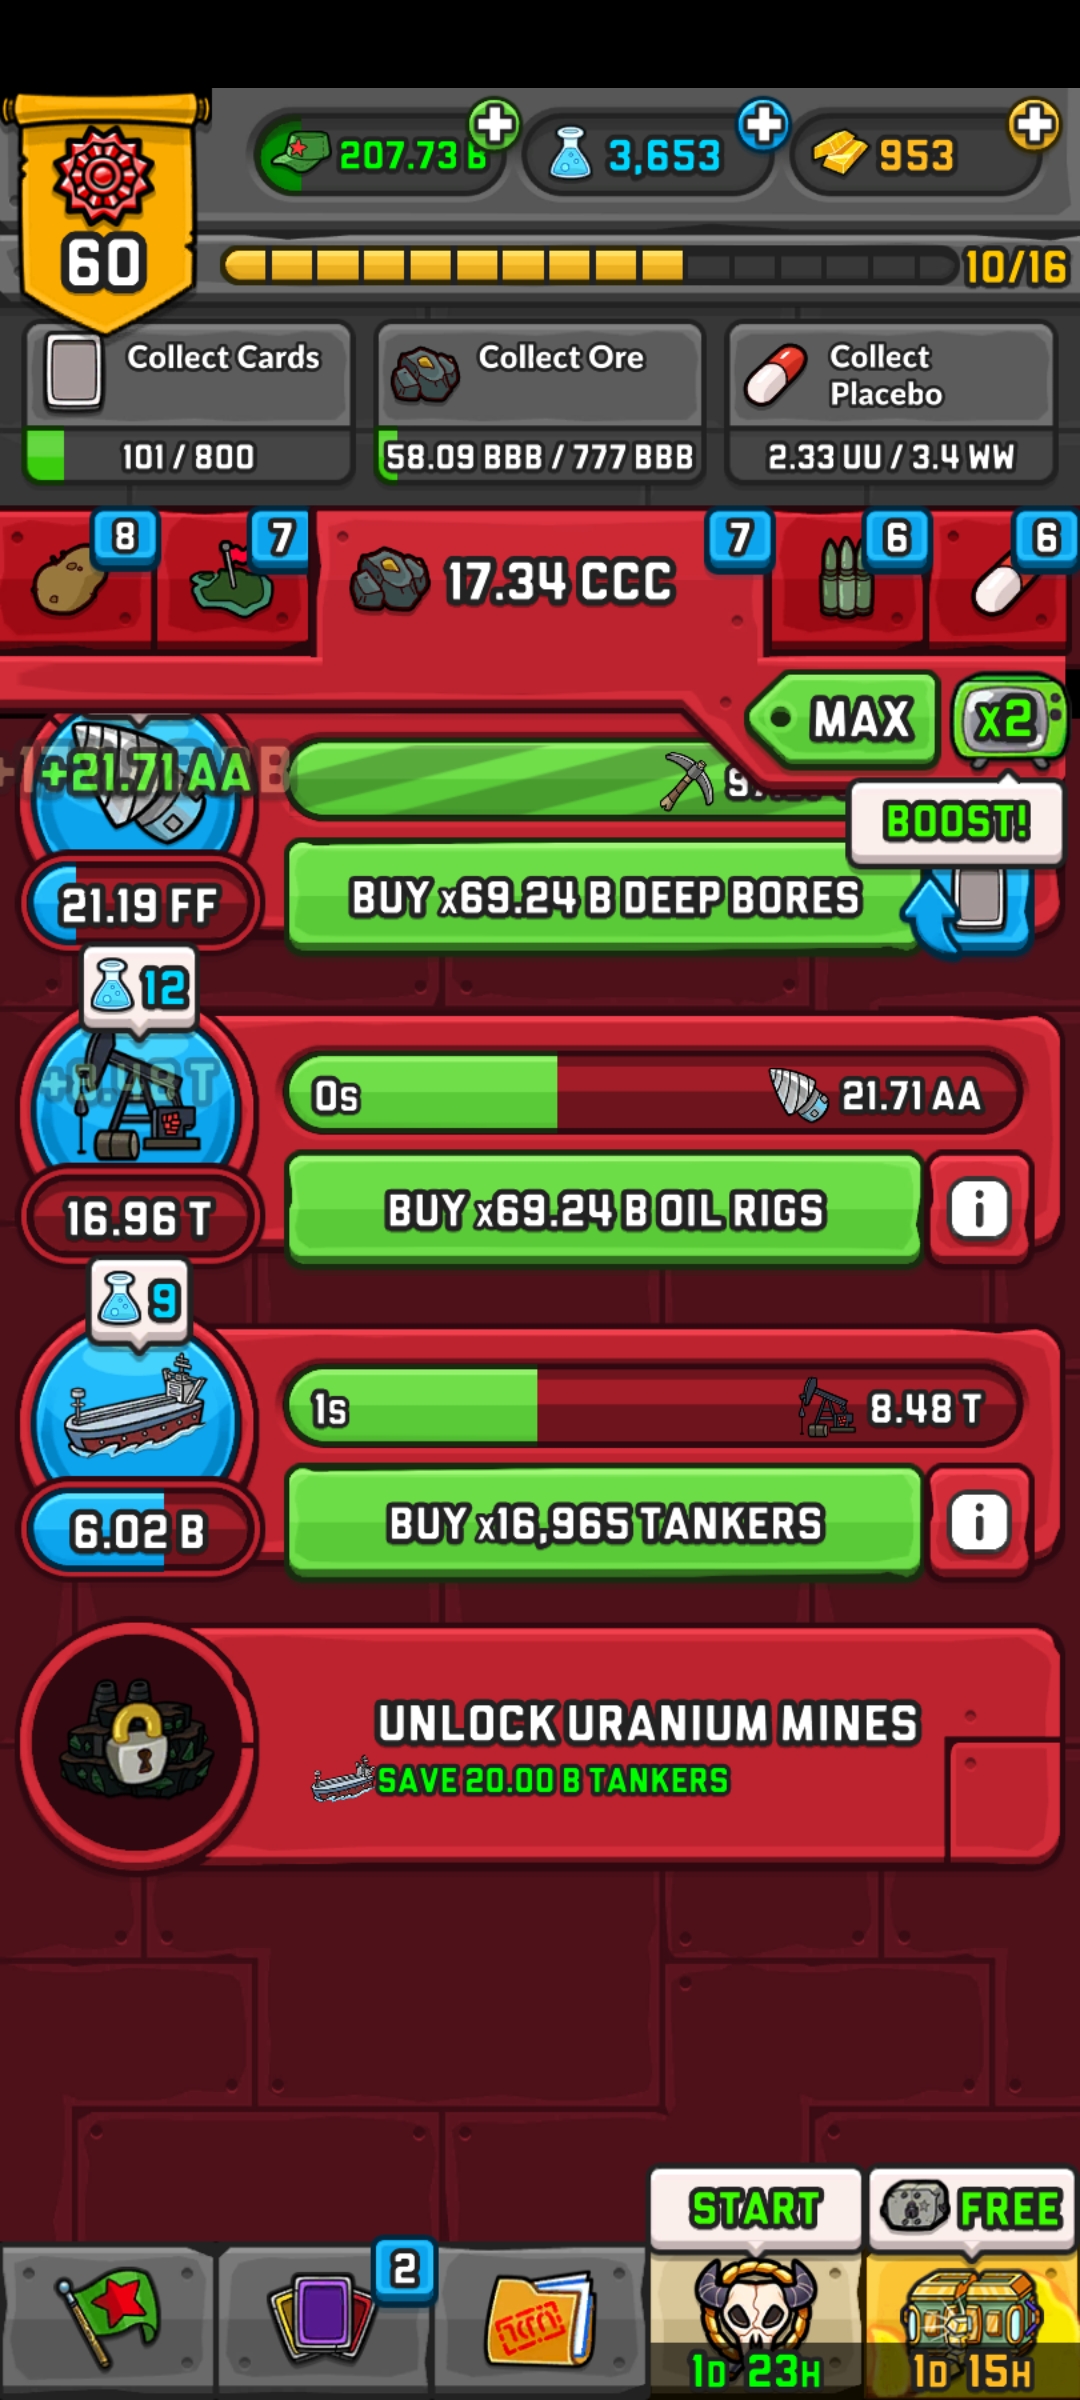 207.73 B
3,653
953
60
10/16
Collect Cards
101 / 800
Collect Ore
58.09 BBB / 777 BBB
Collect
Placebo
2.33 UU / 3.4 WW
8
7
17.34 CCC
7
6
6
MAX
x2
+21.71 AA
BOOST!
21.19 FF
BUY x69.24 B DEEP BORES
12
+8.48 T
0s
21.71 AA
16.96 T
BUY x69.24 B OIL RIGS
i
9
1s
8.48 T
6.02 B
BUY x16,965 TANKERS
i
UNLOCK URANIUM MINES
SAVE 20.00 B TANKERS
START
FREE
2
1D 23H
1D 15H